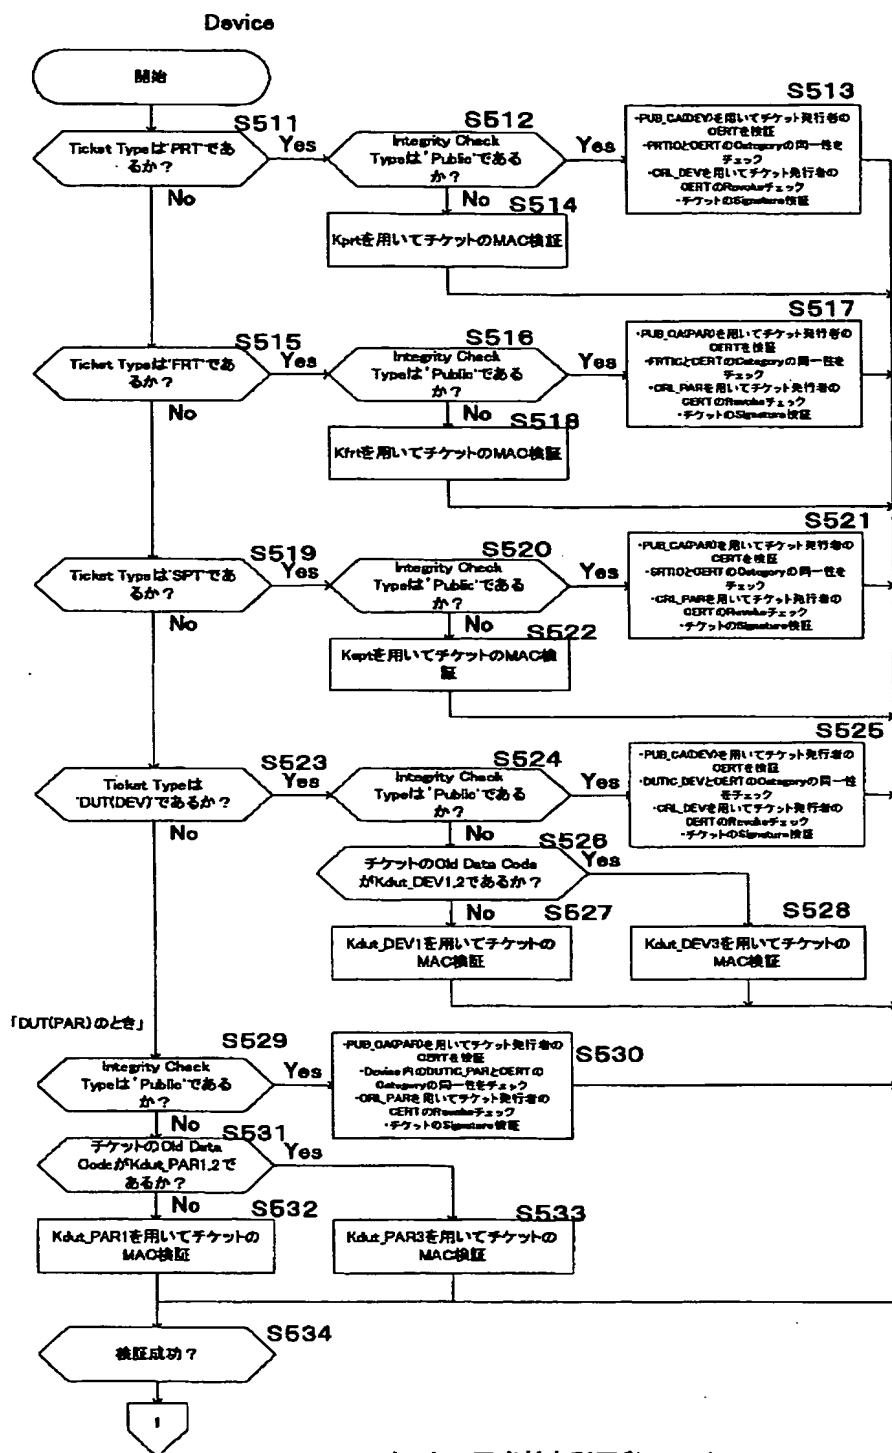 Device
開始
S511
Ticket Typeは"PRT"であ
るか？
Yes
No
S512
Integrity Check
Typeは"Public"である
か？
Yes
No
S513
・PUB_CA(DEV)を用いてチケット発行者の
CERTを検証
・PRTICとCERTのCategoryの同一性を
チェック
・CRL_DEVを用いてチケット発行者の
CERTのRevokeチェック
・チケットのSignature検証
S514
Kprtを用いてチケットのMAC検証
S515
Ticket Typeは"FRT"であ
るか？
Yes
No
S516
Integrity Check
Typeは"Public"である
か？
Yes
No
S517
・PUB_CA(PAR)を用いてチケット発行者の
CERTを検証
・FRTICとCERTのCategoryの同一性を
チェック
・CRL_PARを用いてチケット発行者の
CERTのRevokeチェック
・チケットのSignature検証
S518
Kfrtを用いてチケットのMAC検証
S519
Ticket Typeは"SPT"であ
るか？
Yes
No
S520
Integrity Check
Typeは"Public"である
か？
Yes
No
S521
・PUB_CA(PAR)を用いてチケット発行者の
CERTを検証
・SRTICとCERTのCategoryの同一性を
チェック
・CRL_PARを用いてチケット発行者の
CERTのRevokeチェック
・チケットのSignature検証
S522
Ksptを用いてチケットのMAC検
証
S523
Ticket Typeは
"DUT(DEV)"であるか？
Yes
No
S524
Integrity Check
Typeは"Public"である
か？
Yes
No
S525
・PUB_CA(DEV)を用いてチケット発行者の
CERTを検証
・DUTIC_DEVとCERTのCategoryの同一性
をチェック
・CRL_DEVを用いてチケット発行者の
CERTのRevokeチェック
・チケットのSignature検証
S526
チケットのOld Data Code
がKdut_DEV1,2であるか？
Yes
No
S527
Kdut_DEV1を用いてチケットの
MAC検証
S528
Kdut_DEV3を用いてチケットの
MAC検証
「DUT(PAR)のとき」
S529
Integrity Check
Typeは"Public"である
か？
Yes
No
S530
・PUB_CA(PAR)を用いてチケット発行者の
CERTを検証
・Device内のDUTIC_PARとCERTの
Categoryの同一性をチェック
・CRL_PARを用いてチケット発行者の
CERTのRevokeチェック
・チケットのSignature検証
S531
チケットのOld Data
CodeがKdut_PAR1,2で
あるか？
Yes
No
S532
Kdut_PAR1を用いてチケットの
MAC検証
S533
Kdut_PAR3を用いてチケットの
MAC検証
S534
検証成功？
1